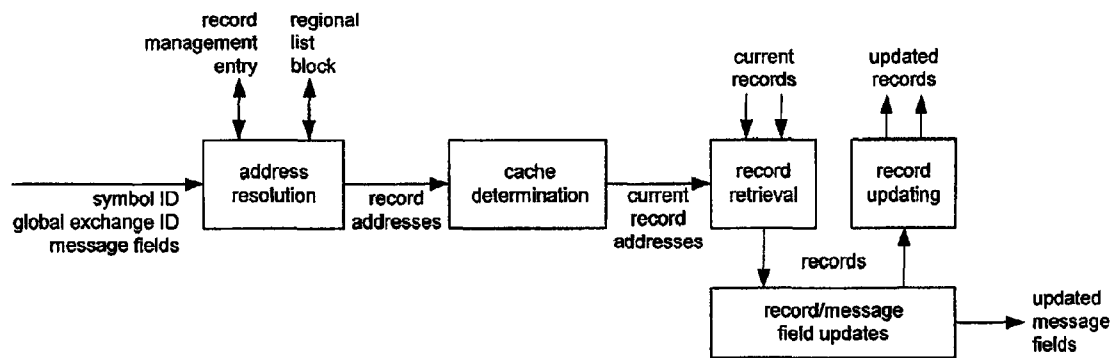 record
management
entry
regional
list
block
current
records
updated
records
address
resolution
cache
determination
record
retrieval
record
updating
symbol ID
global exchange ID
message fields
record
addresses
current
record
addresses
records
record/message
field updates
updated
message
fields